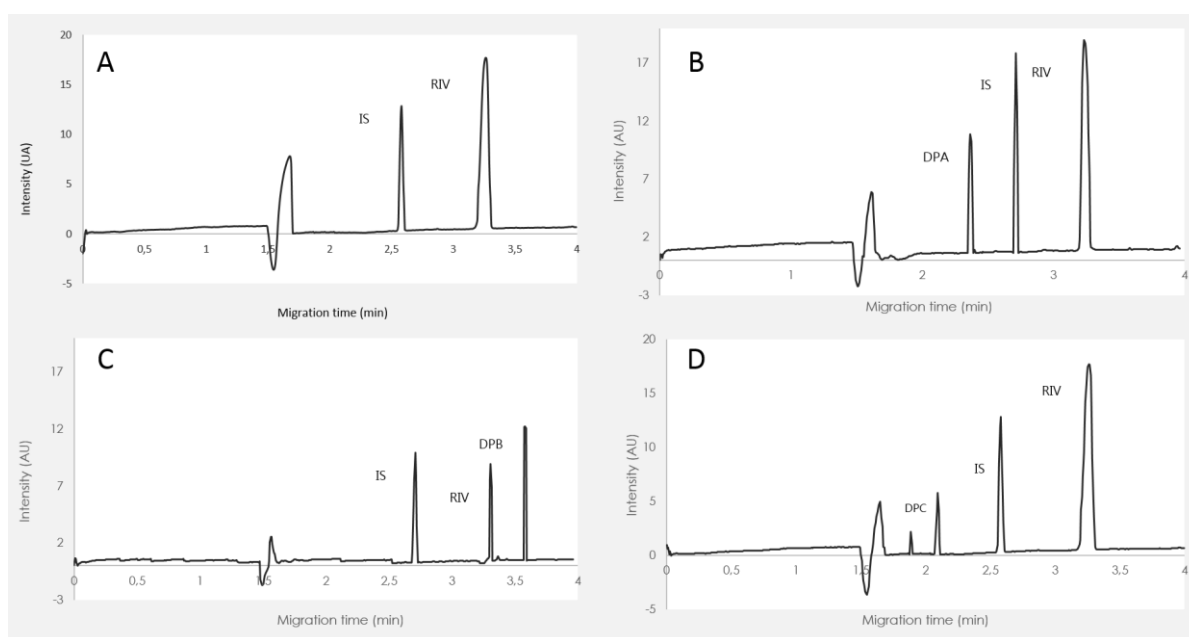 A
20
15
10
5
0
-5
Intensity (UA)
IS
RIV
0
0,5
1
1,5
2
2,5
3
3,5
4
Migration time (min)
B
17
12
7
2
-3
Intensity (AU)
DPA
IS
RIV
0
1
2
3
4
Migration time (min)
C
17
12
7
2
-3
Intensity (AU)
IS
RIV
DPB
0
0,5
1
1,5
2
2,5
3
3,5
4
Migration time (min)
D
20
15
10
5
0
-5
Intensity (AU)
DPC
IS
RIV
0
0,5
1
1,5
2
2,5
3
3,5
4
Migration time (min)